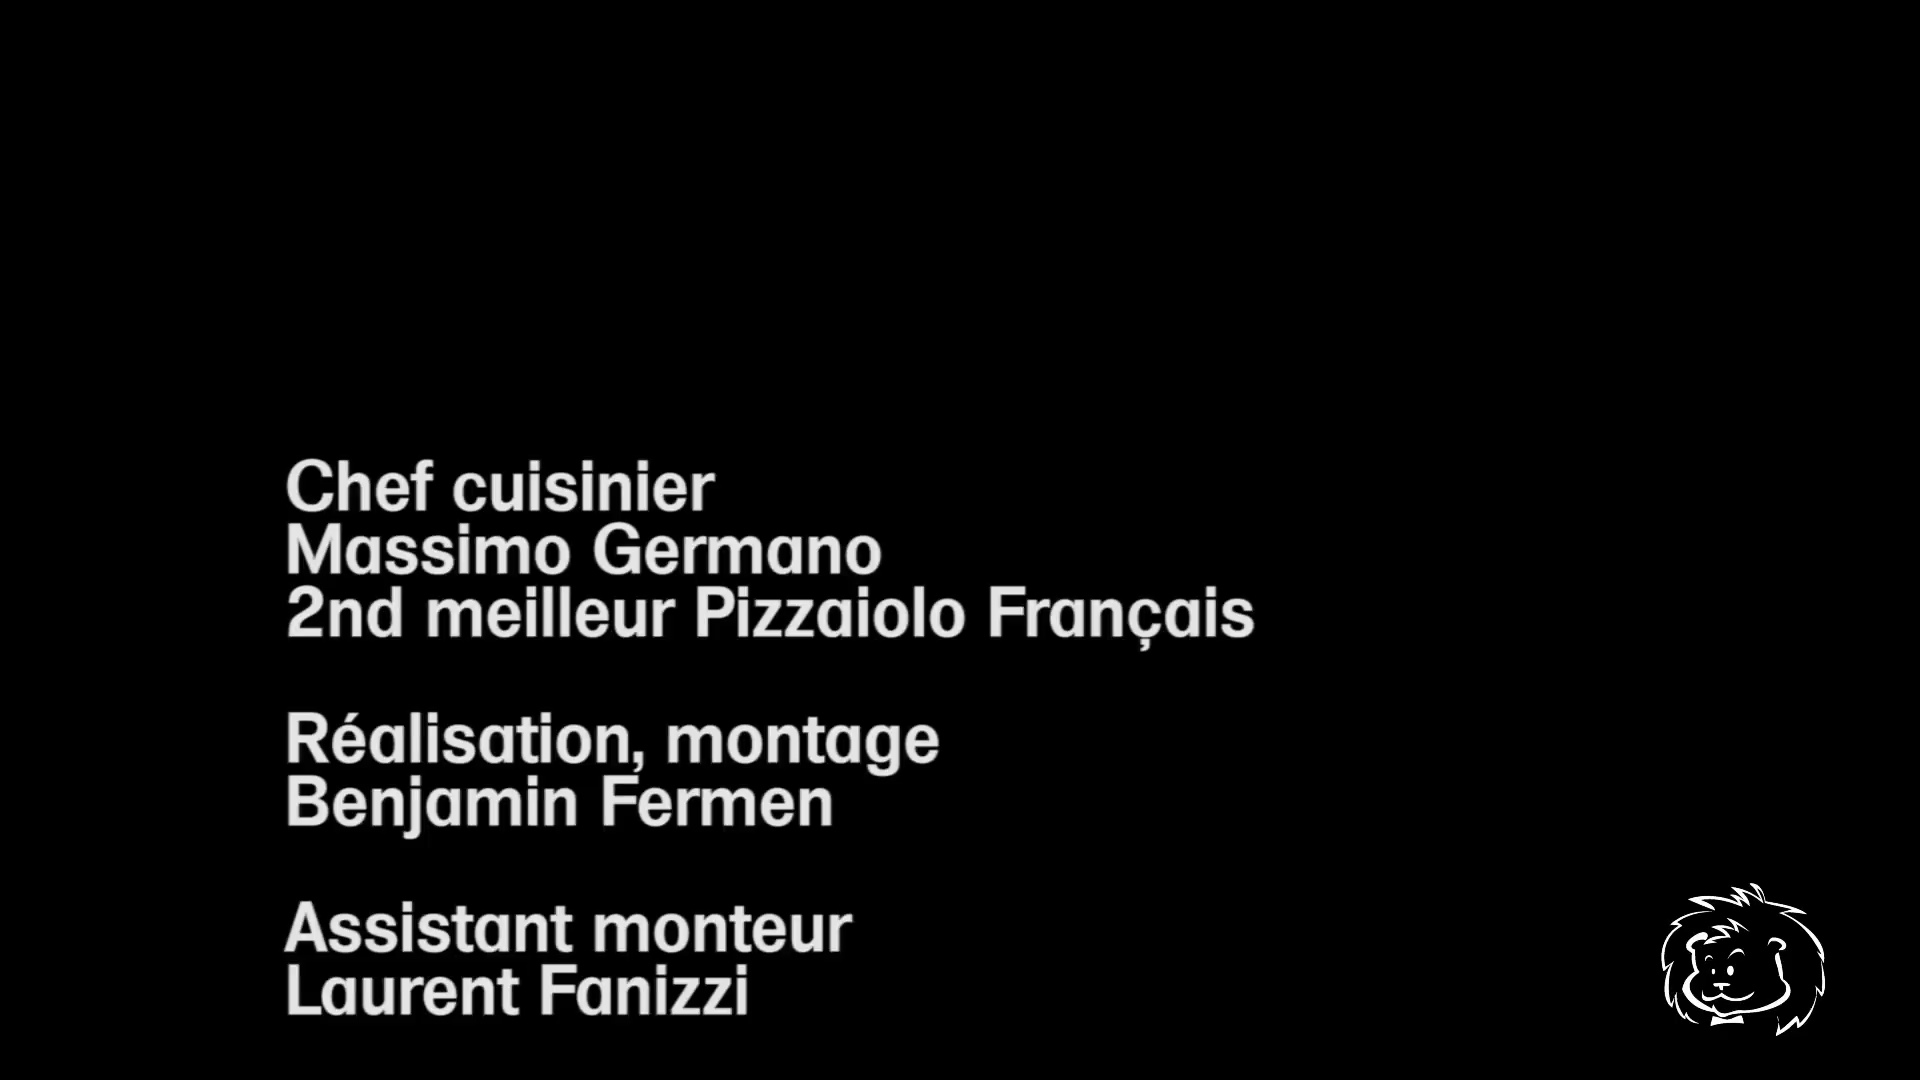 Chef cuisinier
Massimo Germano
2nd meilleur Pizzaiolo Français
Réalisation, montage
Benjamin Fermen
Assistant monteur
Laurent Fanizzi